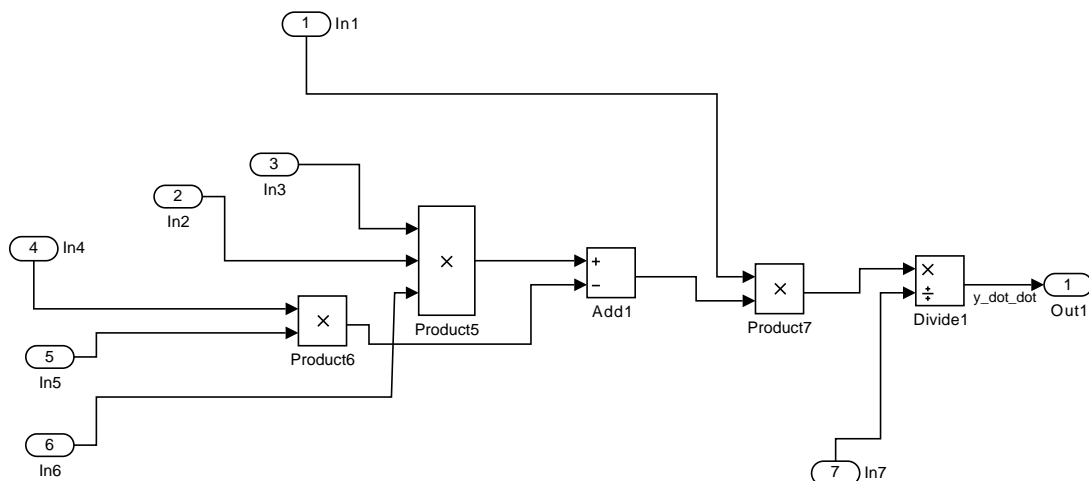 1
In1
3
In3
2
In2
4
In4
×
Product5
+
−
Add1
×
Product7
×
÷
Divide1
y_dot_dot
1
Out1
×
Product6
5
In5
6
In6
7
In7